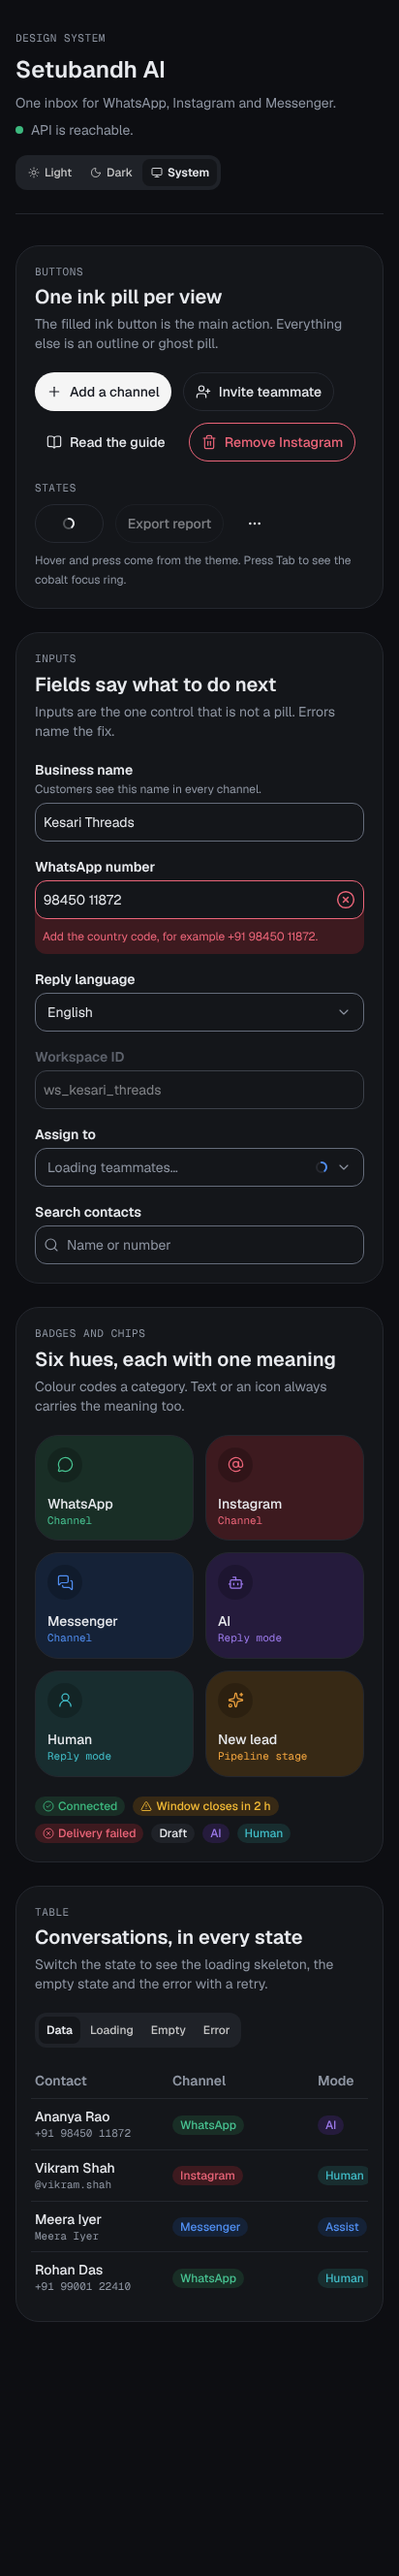 DESIGN SYSTEM
Setubandh AI
One inbox for WhatsApp, Instagram and Messenger.
API is reachable.
Light Dark System
BUTTONS
One ink pill per view
The filled ink button is the main action. Everything
else is an outline or ghost pill.
Add a channel Invite teammate
Read the guide Remove Instagram
STATES
Export report
Hover and press come from the theme. Press Tab to see the
cobalt focus ring.
INPUTS
Fields say what to do next
Inputs are the one control that is not a pill. Errors
name the fix.
Business name
Customers see this name in every channel.
Kesari Threads
WhatsApp number
98450 11872
Add the country code, for example +91 98450 11872.
Reply language
English
Workspace ID
ws_kesari_threads
Assign to
Loading teammates...
Search contacts
Name or number
BADGES AND CHIPS
Six hues, each with one meaning
Colour codes a category. Text or an icon always
carries the meaning too.
WhatsApp
Channel
Instagram
Channel
Messenger
Channel
AI
Reply mode
Human
Reply mode
New lead
Pipeline stage
Connected Window closes in 2 h
Delivery failed Draft AI Human
TABLE
Conversations, in every state
Switch the state to see the loading skeleton, the
empty state and the error with a retry.
Data Loading Empty Error
Contact Channel Mode
Ananya Rao
+91 98450 11872
WhatsApp AI
Vikram Shah
@vikram.shah
Instagram Human
Meera Iyer
Meera Iyer
Messenger Assist
Rohan Das
+91 99001 22410
WhatsApp Human